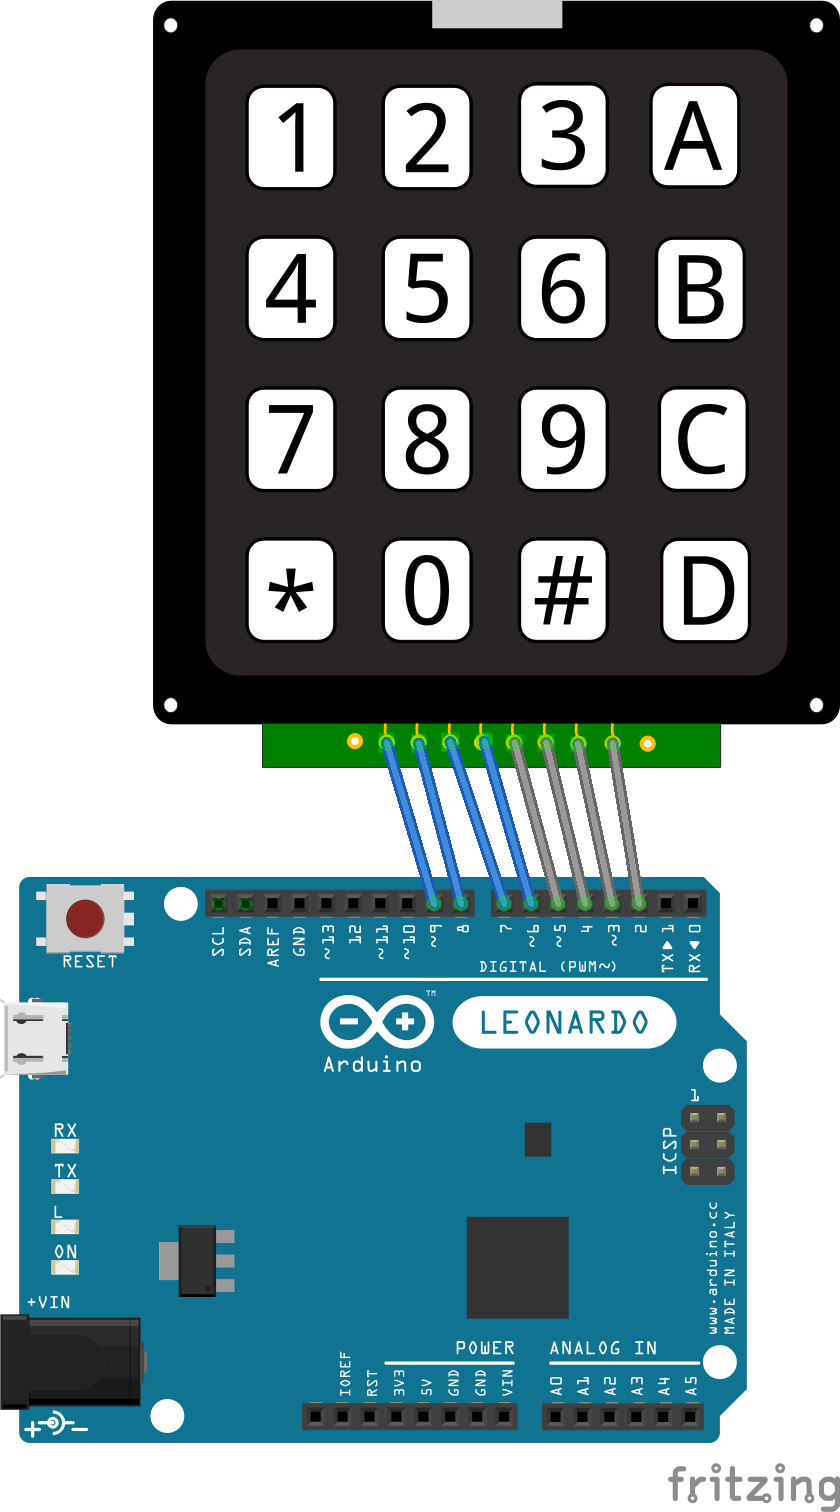 1 2 3 A
4 5 6 B
7 8 9 C
* 0 # D
RESET
SCL
SDA
AREF
GND
~13
12
~11
~10
~9
8
7
~6
~5
4
~3
2
TX▶1
RX◀0
DIGITAL (PWM~)
TM
LEONARDO
Arduino
1
ICSP
RX
TX
L
ON
www.arduino.cc
MADE IN ITALY
+VIN
POWER
ANALOG IN
IOREF
RST
3V3
5V
GND
GND
VIN
A0
A1
A2
A3
A4
A5
fritzing